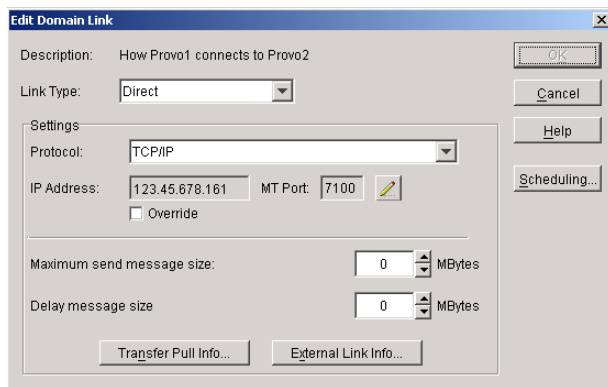 Edit Domain Link
Description: How Provo1 connects to Provo2
OK
Link Type: Direct
Cancel
Settings
Help
Protocol: TCP/IP
IP Address: 123.45.678.161 MT Port: 7100
Scheduling...
Override
Maximum send message size: 0 MBytes
Delay message size 0 MBytes
Transfer Pull Info... External Link Info...